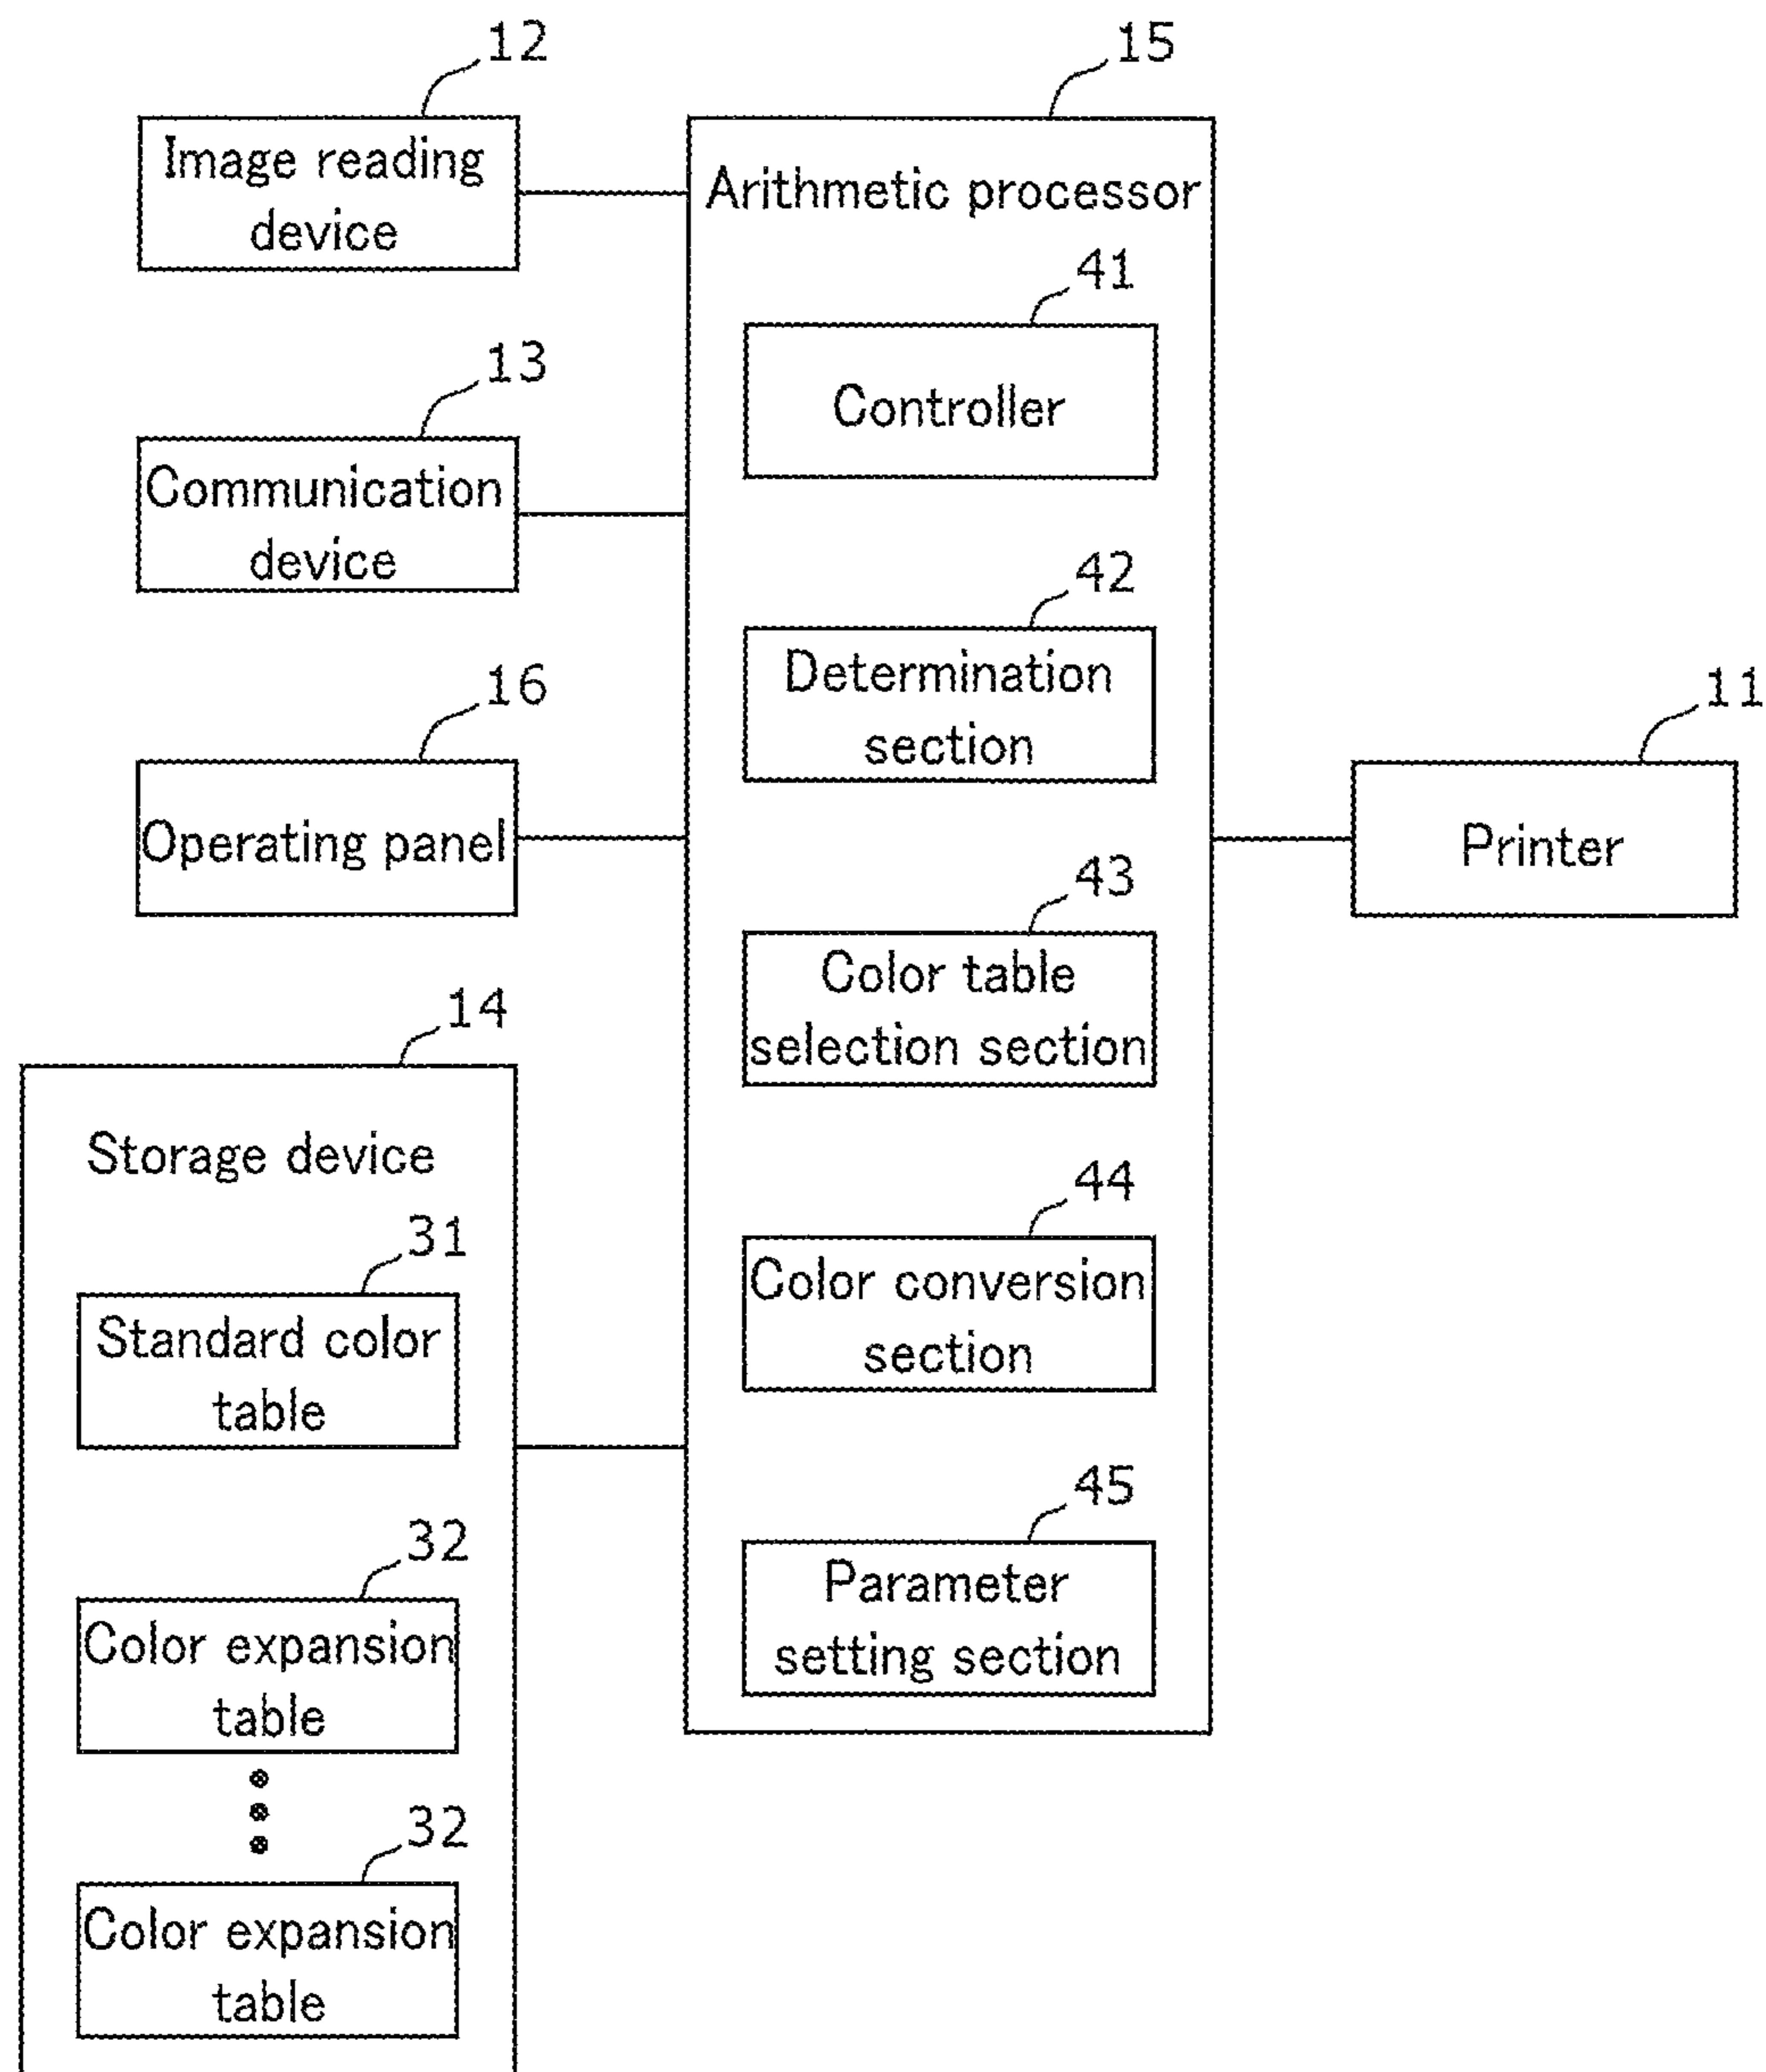 12
Image reading
device
13
Communication
device
16
Operating panel
14
Storage device
31
Standard color
table
32
Color expansion
table
32
Color expansion
table
15
Arithmetic processor
41
Controller
42
Determination
section
43
Color table
selection section
44
Color conversion
section
45
Parameter
setting section
11
Printer